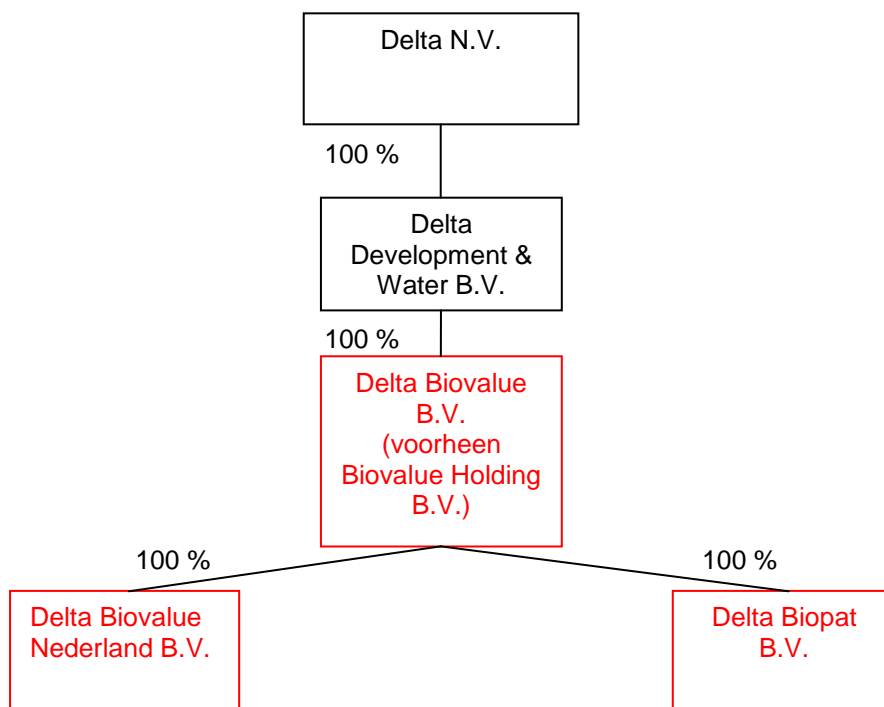 Delta N.V.
100 %
Delta
Development &
Water B.V.
100 %
Delta Biovalue
B.V.
(voorheen
Biovalue Holding
B.V.)
100 %
100 %
Delta Biovalue
Nederland B.V.
Delta Biopat
B.V.